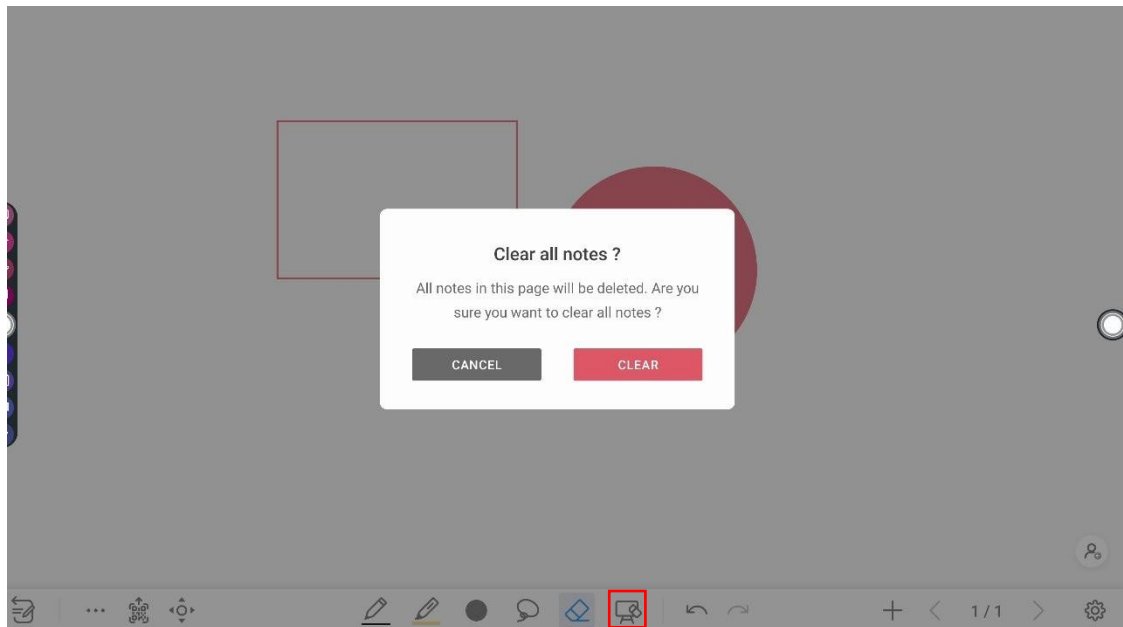 Clear all notes ?
All notes in this page will be deleted. Are you
sure you want to clear all notes ?
CANCEL
CLEAR
1 / 1